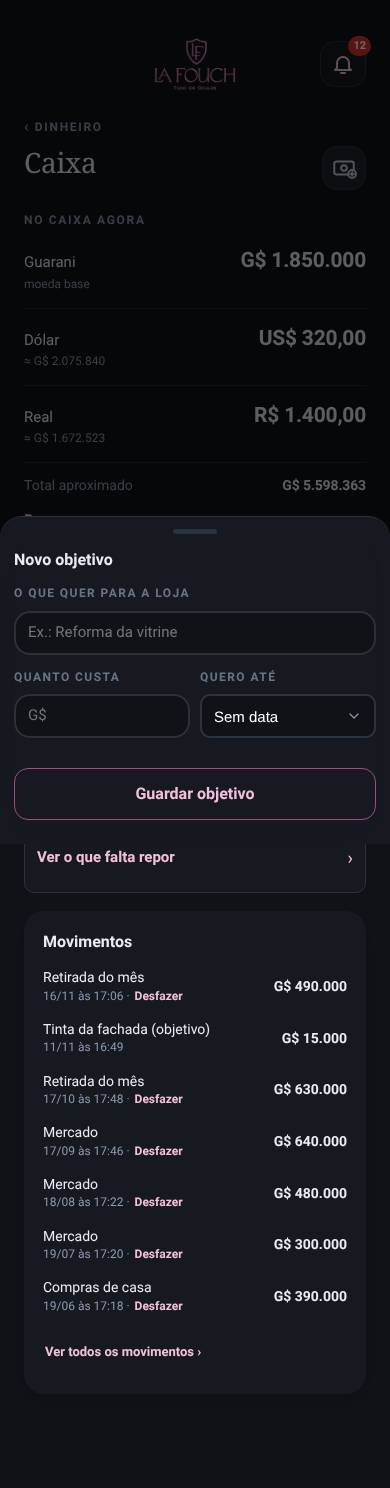 12
LA FOUCH
‹ DINHEIRO
Caixa
NO CAIXA AGORA
Guarani
G$ 1.850.000
moeda base
Dólar
US$ 320,00
≈ G$ 2.075.840
Real
R$ 1.400,00
≈ G$ 1.672.523
Total aproximado
G$ 5.598.363
Novo objetivo
O QUE QUER PARA A LOJA
Ex.: Reforma da vitrine
QUANTO CUSTA
QUERO ATÉ
G$
Sem data
Guardar objetivo
Ver o que falta repor ›
Movimentos
Retirada do mês
G$ 490.000
16/11 às 17:06 · Desfazer
Tinta da fachada (objetivo)
G$ 15.000
11/11 às 16:49
Retirada do mês
G$ 630.000
17/10 às 17:48 · Desfazer
Mercado
G$ 640.000
17/09 às 17:46 · Desfazer
Mercado
G$ 480.000
18/08 às 17:22 · Desfazer
Mercado
G$ 300.000
19/07 às 17:20 · Desfazer
Compras de casa
G$ 390.000
19/06 às 17:18 · Desfazer
Ver todos os movimentos ›